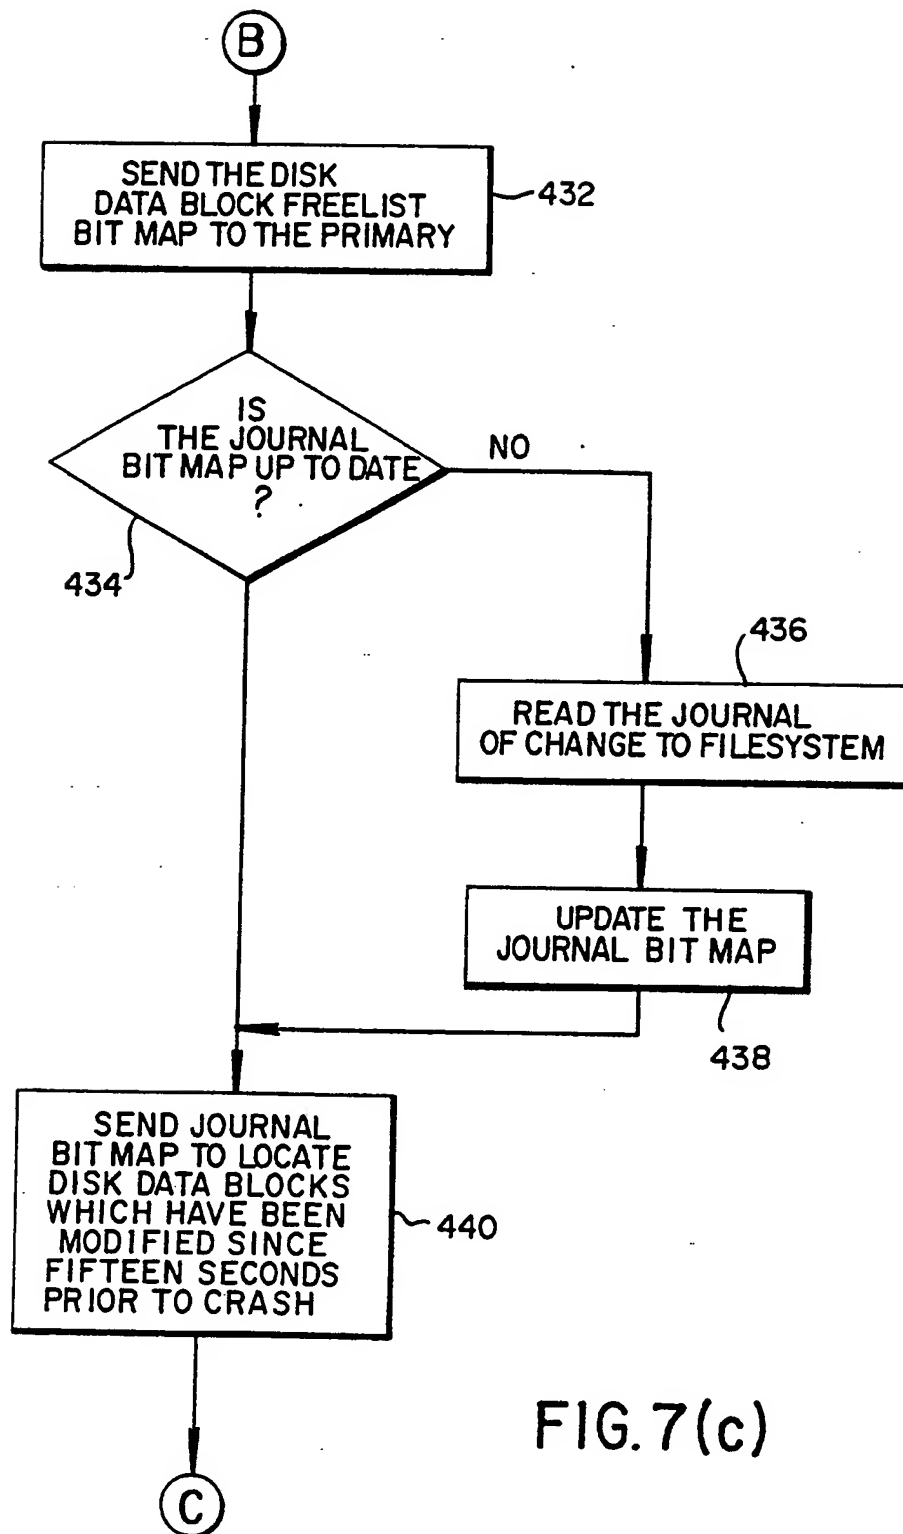 B
SEND THE DISK
DATA BLOCK FREELIST
BIT MAP TO THE PRIMARY
432
IS
THE JOURNAL
BIT MAP UP TO DATE
?
NO
434
436
READ THE JOURNAL
OF CHANGE TO FILESYSTEM
UPDATE THE
JOURNAL BIT MAP
438
SEND JOURNAL
BIT MAP TO LOCATE
DISK DATA BLOCKS
WHICH HAVE BEEN
MODIFIED SINCE
FIFTEEN SECONDS
PRIOR TO CRASH
440
C
FIG. 7(c)